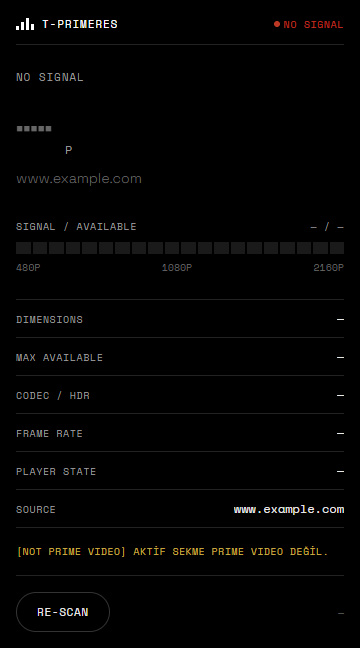 T-PRIMERES
NO SIGNAL
NO SIGNAL
P
www.example.com
SIGNAL / AVAILABLE — / —
480P 1080P 2160P
DIMENSIONS —
MAX AVAILABLE —
CODEC / HDR —
FRAME RATE —
PLAYER STATE —
SOURCE www.example.com
[NOT PRIME VIDEO] AKTİF SEKME PRIME VIDEO DEĞİL.
RE-SCAN —